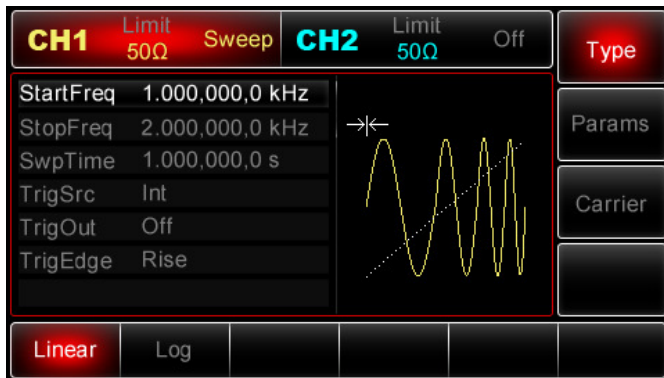 CH1 Limit 50Ω Sweep CH2 Limit 50Ω Off Type
StartFreq 1.000,000,0 kHz
StopFreq 2.000,000,0 kHz Params
SwpTime 1.000,000,0 s
TrigSrc Int Carrier
TrigOut Off
TrigEdge Rise
Linear Log